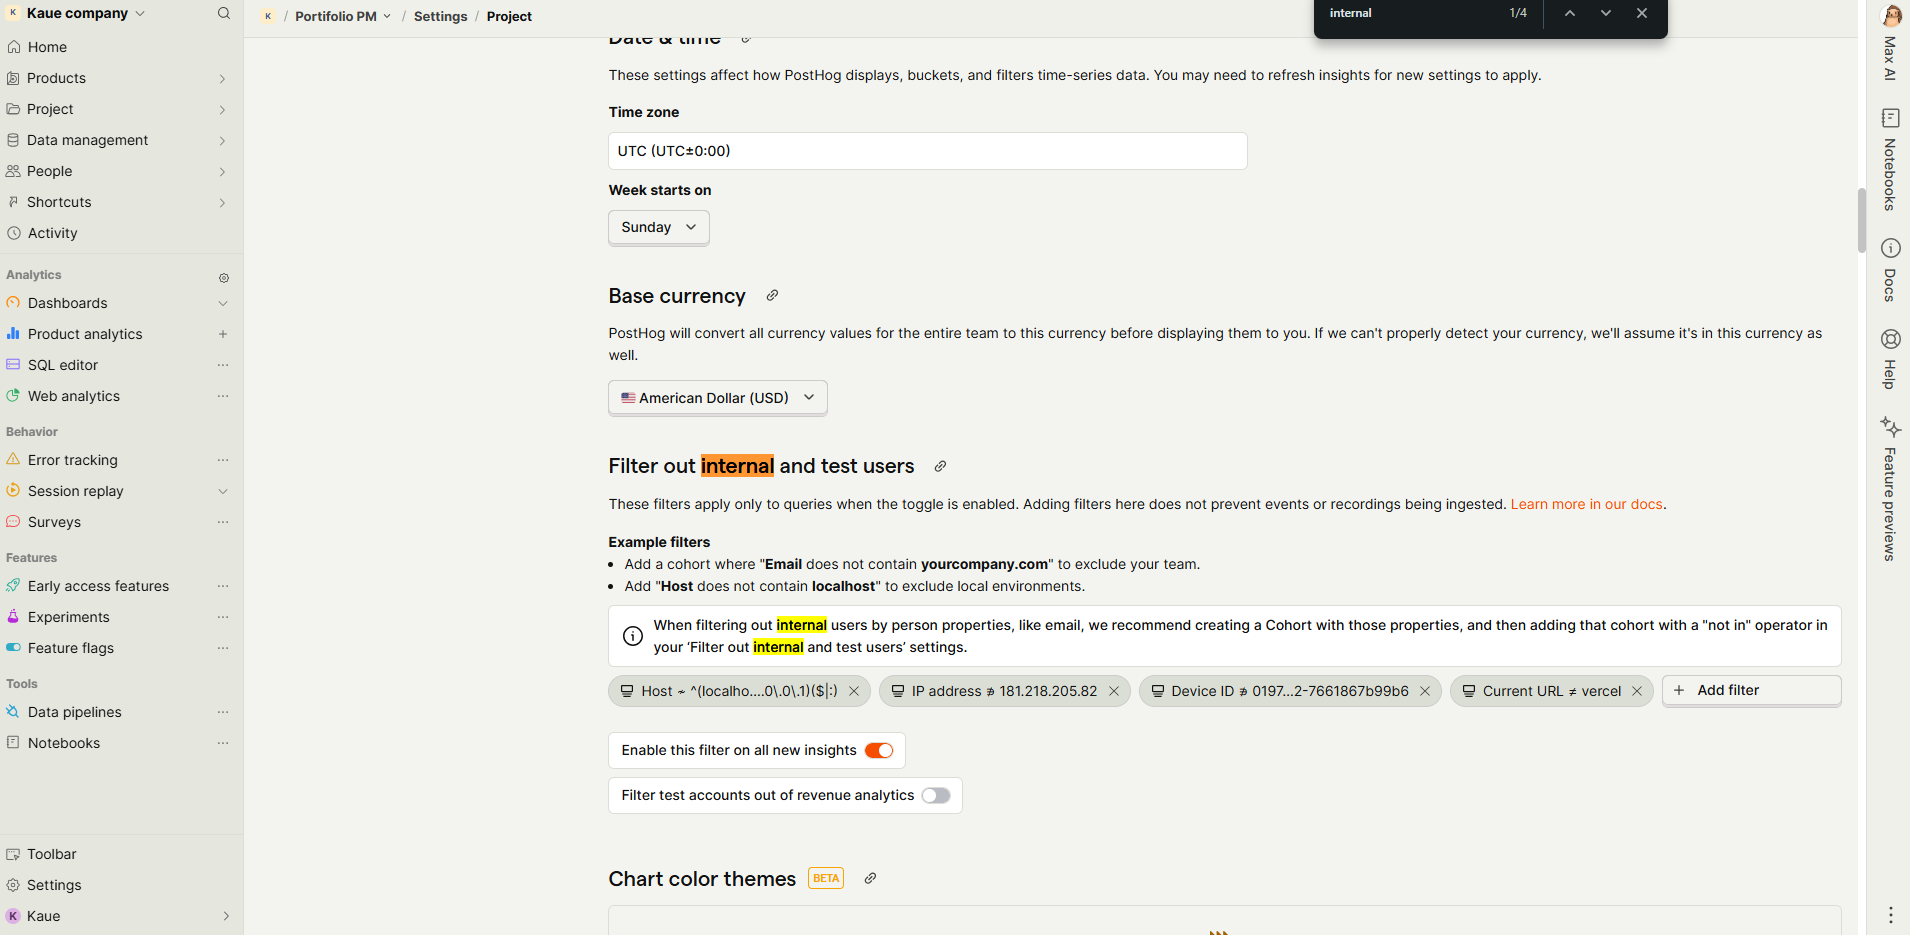 K Kaue company
Home
Products
Project
Data management
People
Shortcuts
Activity
Analytics
Dashboards
Product analytics
SQL editor
Web analytics
Behavior
Error tracking
Session replay
Surveys
Features
Early access features
Experiments
Feature flags
Tools
Data pipelines
Notebooks
Toolbar
Settings
K Kaue
K / Portifolio PM / Settings / Project
internal 1/4
Date & time
These settings affect how PostHog displays, buckets, and filters time-series data. You may need to refresh insights for new settings to apply.
Time zone
UTC (UTC±0:00)
Week starts on
Sunday
Base currency
PostHog will convert all currency values for the entire team to this currency before displaying them to you. If we can't properly detect your currency, we'll assume it's in this currency as
well.
American Dollar (USD)
Filter out internal and test users
These filters apply only to queries when the toggle is enabled. Adding filters here does not prevent events or recordings being ingested. Learn more in our docs.
Example filters
• Add a cohort where "Email does not contain yourcompany.com" to exclude your team.
• Add "Host does not contain localhost" to exclude local environments.
When filtering out internal users by person properties, like email, we recommend creating a Cohort with those properties, and then adding that cohort with a "not in" operator in
your ‘Filter out internal and test users’ settings.
Host ~ ^(localho....0\.0\.1)($|:) IP address ∌ 181.218.205.82 Device ID ∌ 0197...2-7661867b99b6 Current URL ≠ vercel + Add filter
Enable this filter on all new insights
Filter test accounts out of revenue analytics
Chart color themes BETA
Max AI
Notebooks
Docs
Help
Feature previews